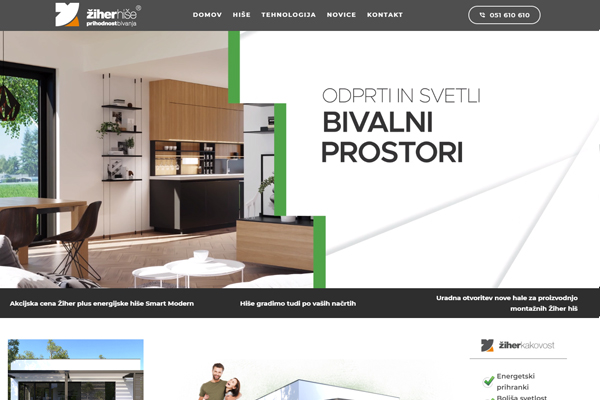 žiherhiše®
prihodnostbivanja
DOMOV HIŠE TEHNOLOGIJA NOVICE KONTAKT
051 610 610
ODPRTI IN SVETLI
BIVALNI
PROSTORI
Akcijska cena Žiher plus energijske hiše Smart Modern
Hiše gradimo tudi po vaših načrtih
Uradna otvoritev nove hale za proizvodnjo
montažnih Žiher hiš
žiherkakovost
Energetski
prihranki
Boljša svetlost